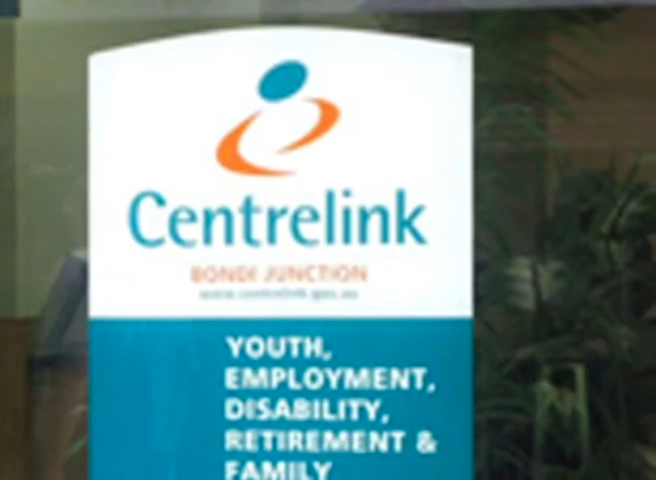 Centrelink
BONDI JUNCTION
www.centrelink.gov.au
YOUTH,
EMPLOYMENT,
DISABILITY,
RETIREMENT &
FAMILY